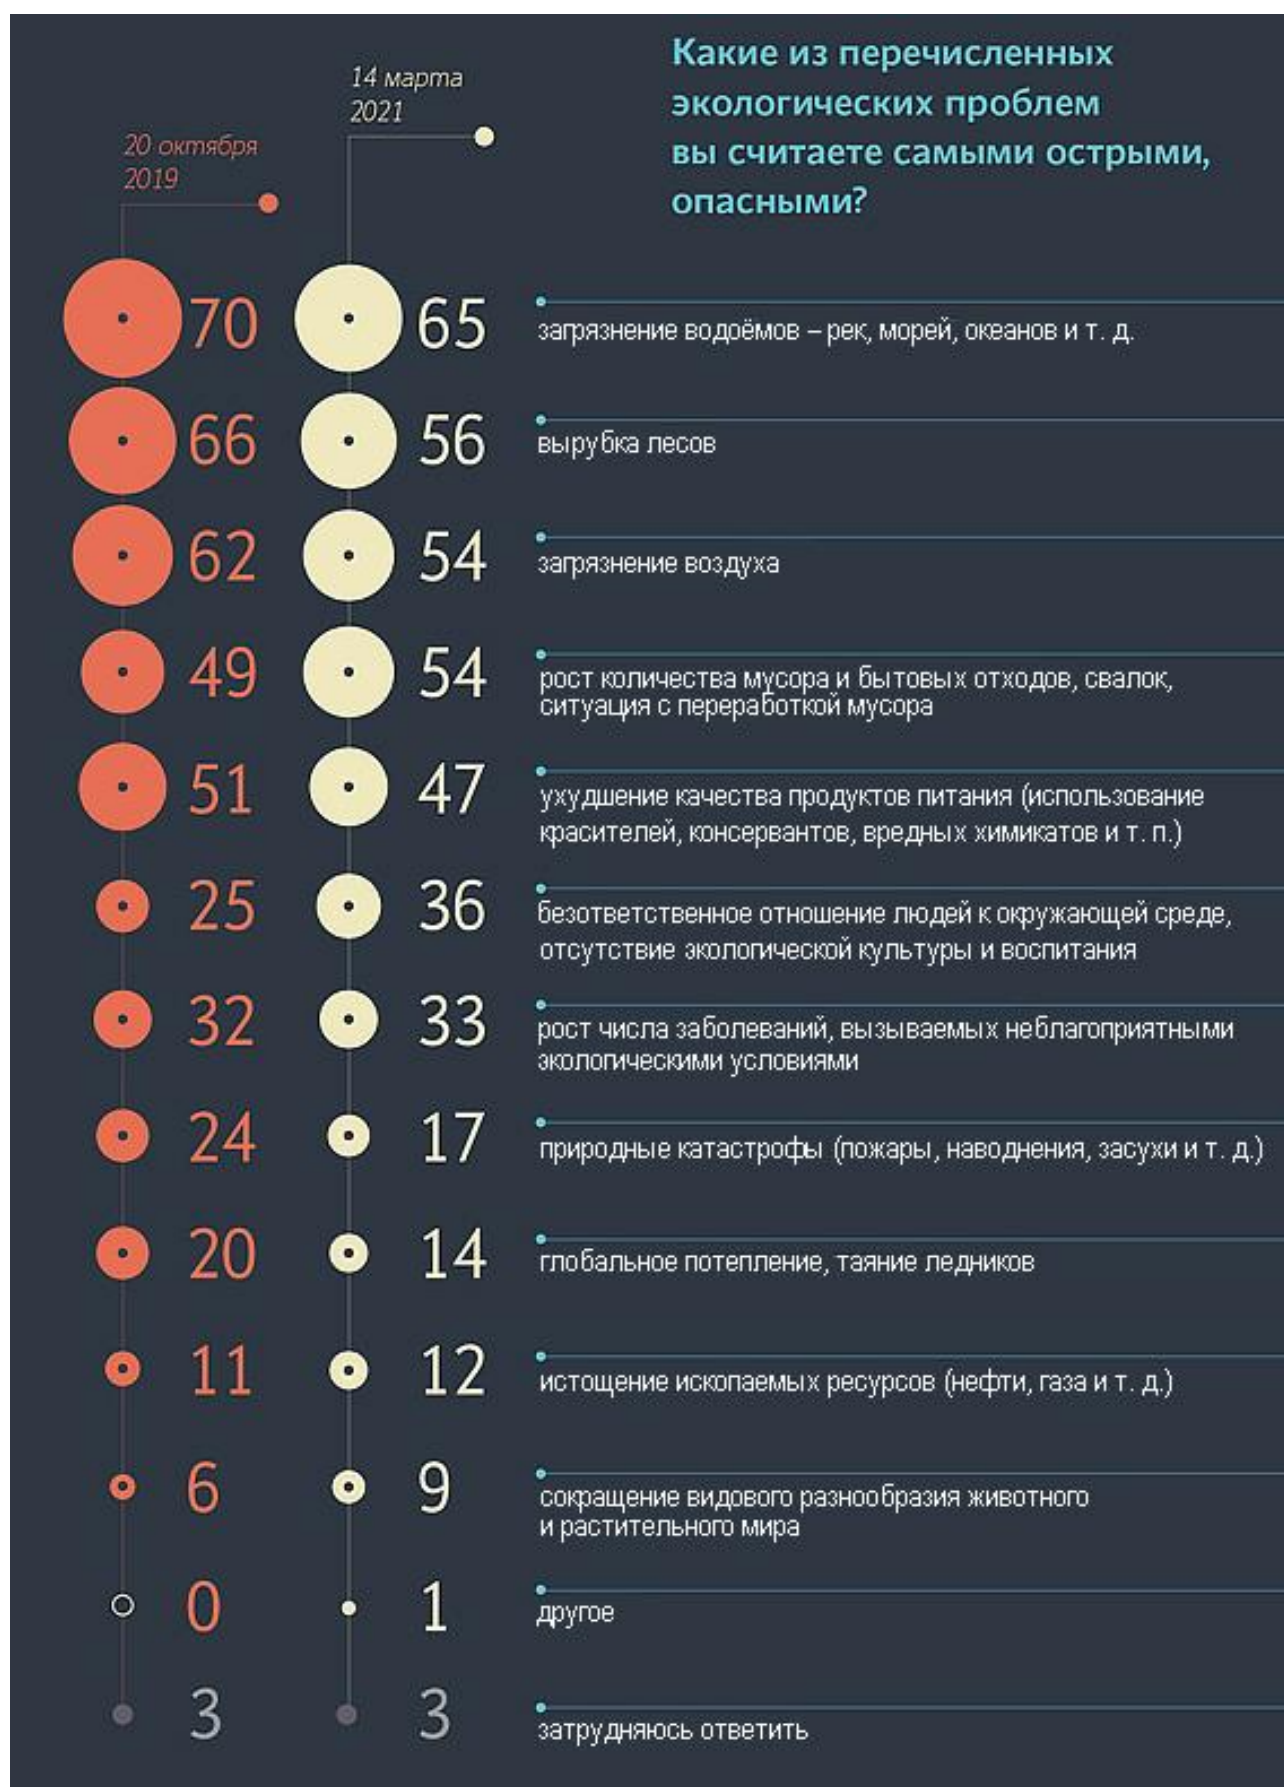 Какие из перечисленных
экологических проблем
вы считаете самыми острыми,
опасными?
14 марта
2021
20 октября
2019
70 65 загрязнение водоёмов – рек, морей, океанов и т. д.
66 56 вырубка лесов
62 54 загрязнение воздуха
49 54 рост количества мусора и бытовых отходов, свалок,
ситуация с переработкой мусора
51 47 ухудшение качества продуктов питания (использование
красителей, консервантов, вредных химикатов и т. п.)
25 36 безответственное отношение людей к окружающей среде,
отсутствие экологической культуры и воспитания
32 33 рост числа заболеваний, вызываемых неблагоприятными
экологическими условиями
24 17 природные катастрофы (пожары, наводнения, засухи и т. д.)
20 14 глобальное потепление, таяние ледников
11 12 истощение ископаемых ресурсов (нефти, газа и т. д.)
6 9 сокращение видового разнообразия животного
и растительного мира
0 1 другое
3 3 затрудняюсь ответить